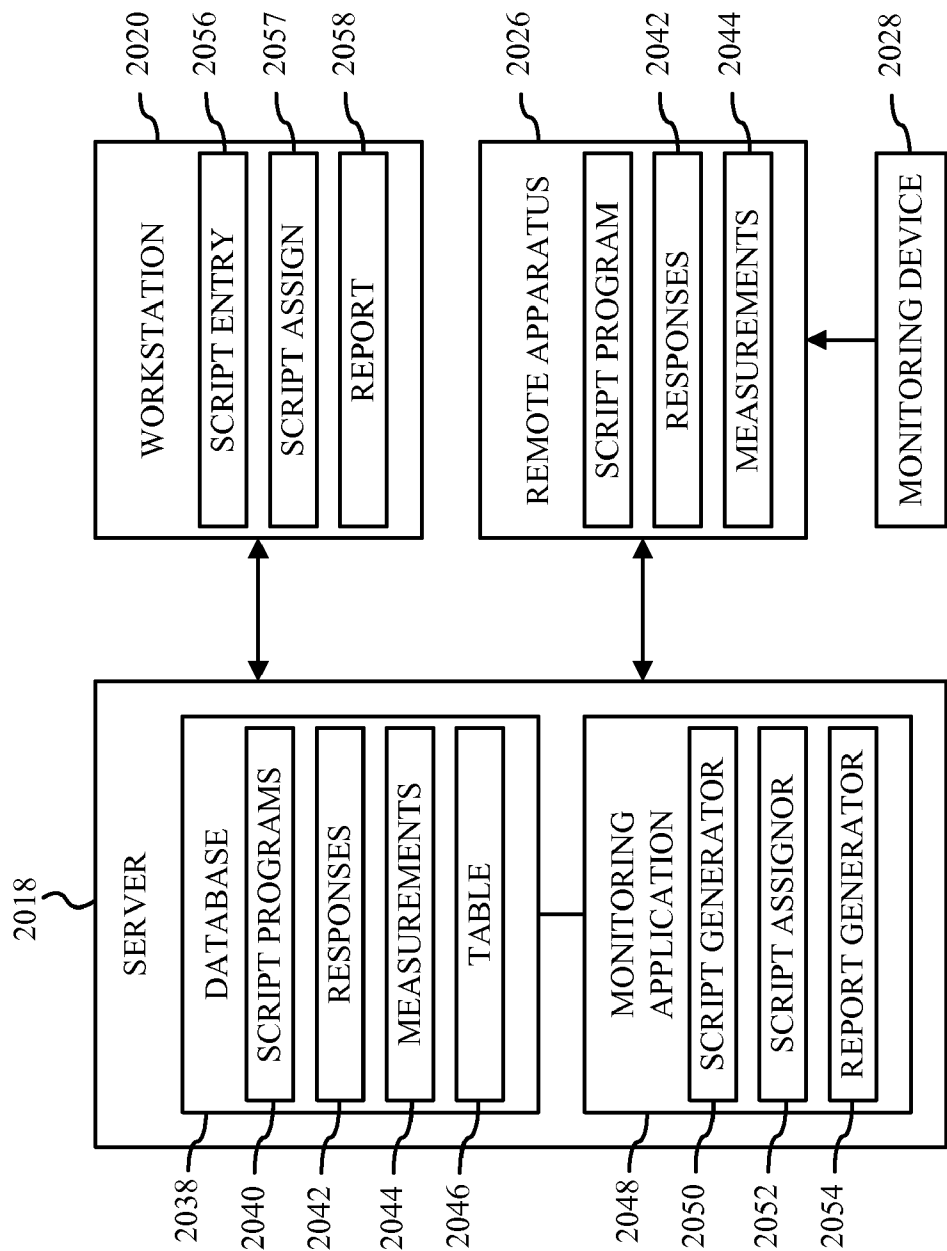 2018
SERVER
DATABASE
SCRIPT PROGRAMS
RESPONSES
MEASUREMENTS
TABLE
2038
2040
2042
2044
2046
MONITORING
APPLICATION
SCRIPT GENERATOR
SCRIPT ASSIGNOR
REPORT GENERATOR
2048
2050
2052
2054
WORKSTATION
SCRIPT ENTRY
SCRIPT ASSIGN
REPORT
2020
2056
2057
2058
REMOTE APPARATUS
SCRIPT PROGRAM
RESPONSES
MEASUREMENTS
2026
2042
2044
MONITORING DEVICE
2028